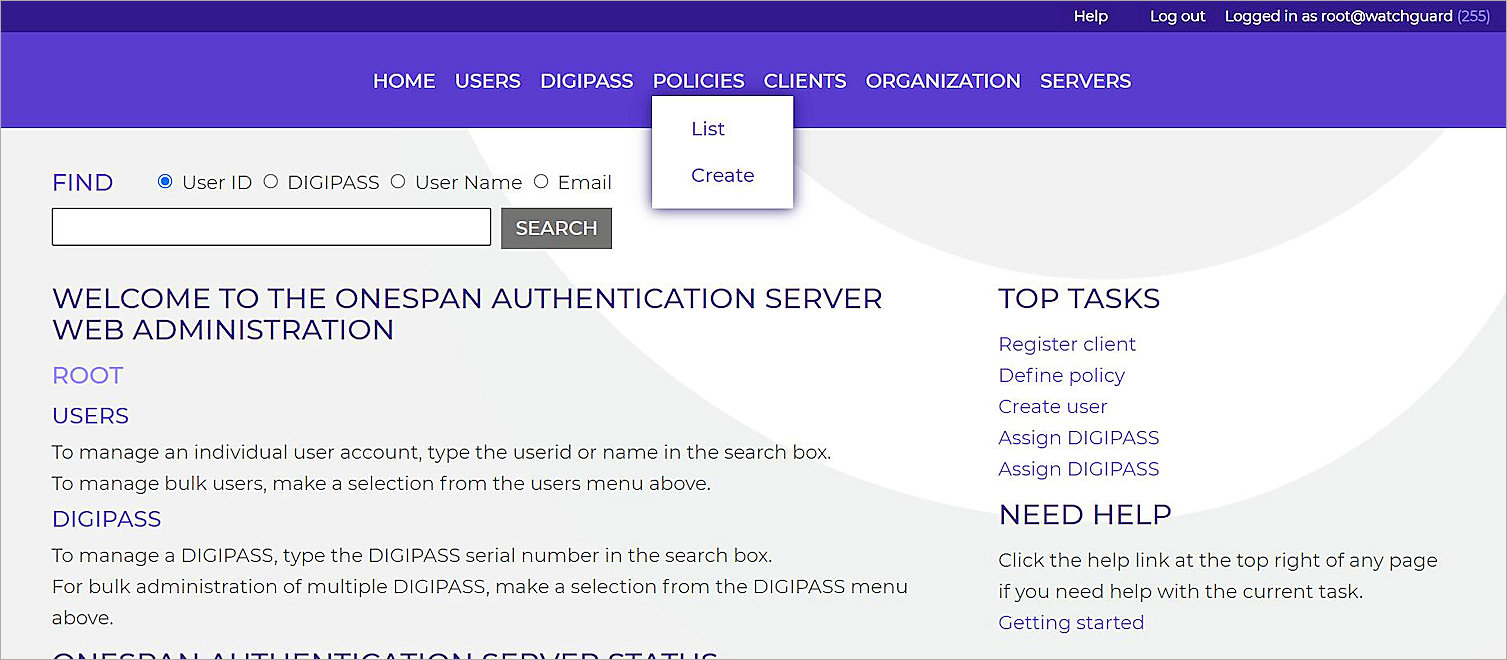 Help Log out Logged in as root@watchguard (255)
HOME USERS DIGIPASS POLICIES CLIENTS ORGANIZATION SERVERS
List
Create
FIND User ID DIGIPASS User Name Email
SEARCH
WELCOME TO THE ONESPAN AUTHENTICATION SERVER
WEB ADMINISTRATION
ROOT
USERS
To manage an individual user account, type the userid or name in the search box.
To manage bulk users, make a selection from the users menu above.
DIGIPASS
To manage a DIGIPASS, type the DIGIPASS serial number in the search box.
For bulk administration of multiple DIGIPASS, make a selection from the DIGIPASS menu
above.
ONESPAN AUTHENTICATION SERVER STATUS
TOP TASKS
Register client
Define policy
Create user
Assign DIGIPASS
Assign DIGIPASS
NEED HELP
Click the help link at the top right of any page
if you need help with the current task.
Getting started